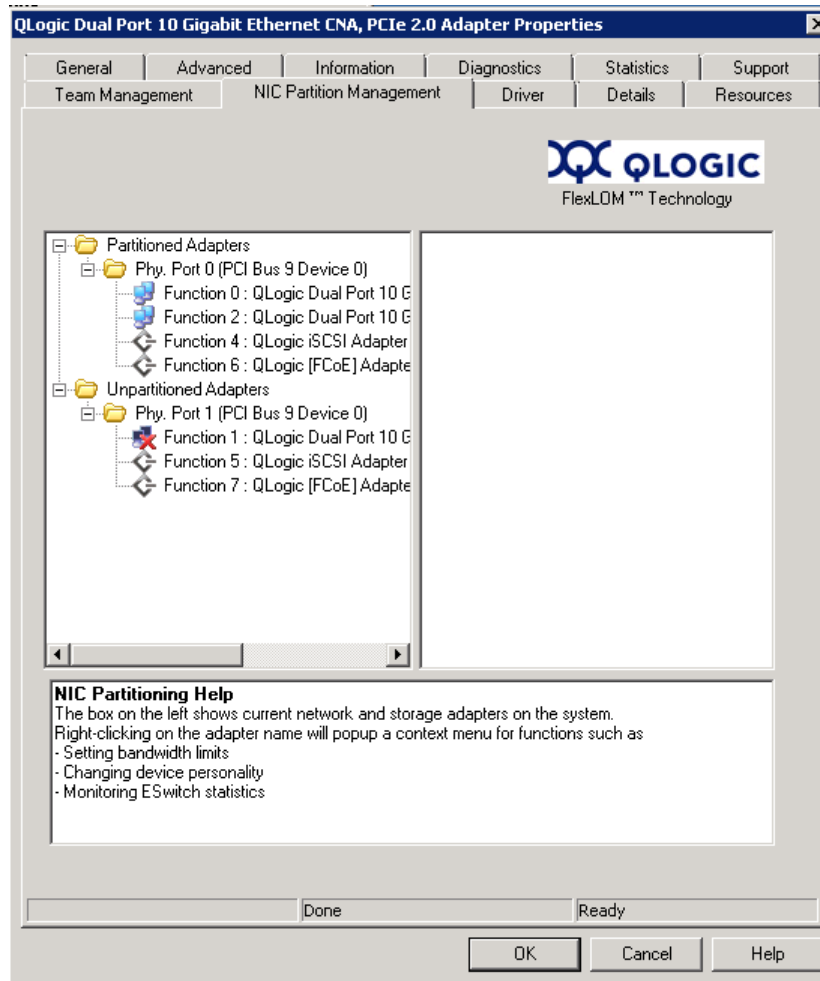 QLogic Dual Port 10 Gigabit Ethernet CNA, PCIe 2.0 Adapter Properties
General Advanced Information Diagnostics Statistics Support
Team Management NIC Partition Management Driver Details Resources
QLOGIC
FlexLOM ™ Technology
Partitioned Adapters
Phy. Port 0 (PCI Bus 9 Device 0)
Function 0 : QLogic Dual Port 10 G
Function 2 : QLogic Dual Port 10 G
Function 4 : QLogic iSCSI Adapter
Function 6 : QLogic [FCoE] Adapte
Unpartitioned Adapters
Phy. Port 1 (PCI Bus 9 Device 0)
Function 1 : QLogic Dual Port 10 G
Function 5 : QLogic iSCSI Adapter
Function 7 : QLogic [FCoE] Adapte
NIC Partitioning Help
The box on the left shows current network and storage adapters on the system.
Right-clicking on the adapter name will popup a context menu for functions such as
- Setting bandwidth limits
- Changing device personality
- Monitoring ESwitch statistics
Done Ready
OK Cancel Help